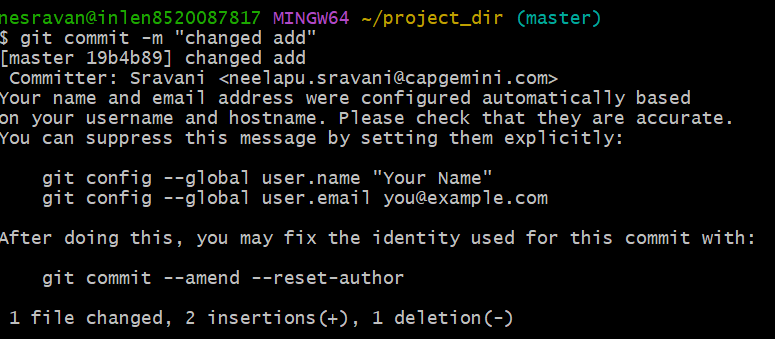 nesravan@inlen8520087817 MINGW64 ~/project_dir (master)
$ git commit -m "changed add"
[master 19b4b89] changed add
 Committer: Sravani <neelapu.sravani@capgemini.com>
Your name and email address were configured automatically based
on your username and hostname. Please check that they are accurate.
You can suppress this message by setting them explicitly:

    git config --global user.name "Your Name"
    git config --global user.email you@example.com

After doing this, you may fix the identity used for this commit with:

    git commit --amend --reset-author

 1 file changed, 2 insertions(+), 1 deletion(-)